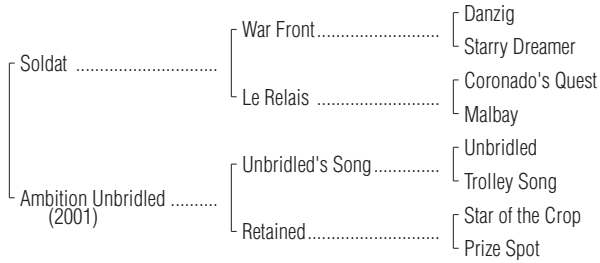 Danzig
War Front..............................
Starry Dreamer
Soldat ..............................
Coronado's Quest
Le Relais ..............................
Malbay
Unbridled
Unbridled's Song................
Trolley Song
Ambition Unbridled ..........
(2001)
Star of the Crop
Retained...............................
Prize Spot